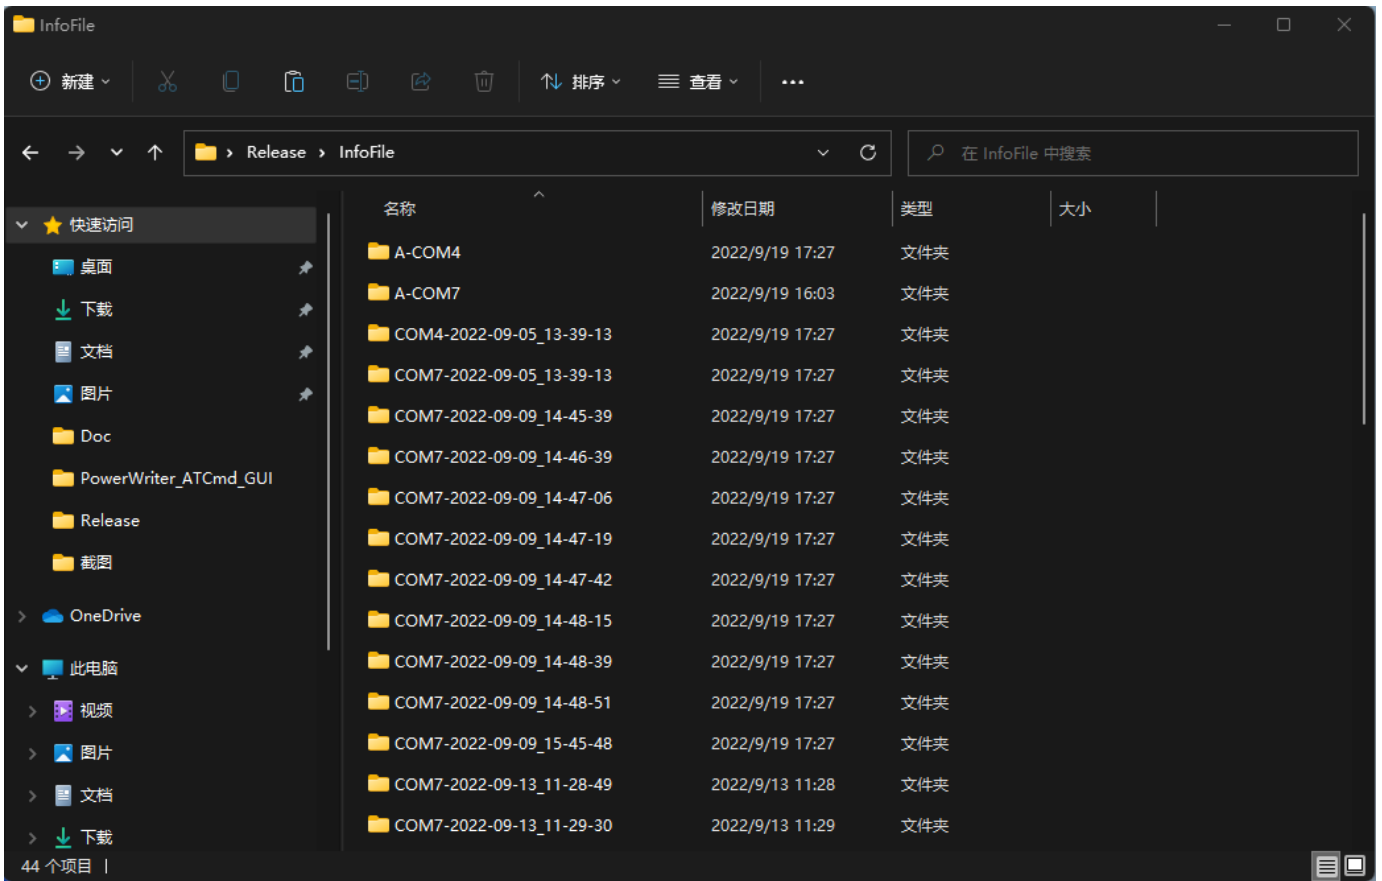 InfoFile
新建 排序 查看
Release InfoFile 在 InfoFile 中搜索
名称 修改日期 类型 大小
快速访问
桌面
下载
文档
图片
Doc
PowerWriter_ATCmd_GUI
Release
截图
OneDrive
此电脑
视频
图片
文档
下载
A-COM4 2022/9/19 17:27 文件夹
A-COM7 2022/9/19 16:03 文件夹
COM4-2022-09-05_13-39-13 2022/9/19 17:27 文件夹
COM7-2022-09-05_13-39-13 2022/9/19 17:27 文件夹
COM7-2022-09-09_14-45-39 2022/9/19 17:27 文件夹
COM7-2022-09-09_14-46-39 2022/9/19 17:27 文件夹
COM7-2022-09-09_14-47-06 2022/9/19 17:27 文件夹
COM7-2022-09-09_14-47-19 2022/9/19 17:27 文件夹
COM7-2022-09-09_14-47-42 2022/9/19 17:27 文件夹
COM7-2022-09-09_14-48-15 2022/9/19 17:27 文件夹
COM7-2022-09-09_14-48-39 2022/9/19 17:27 文件夹
COM7-2022-09-09_14-48-51 2022/9/19 17:27 文件夹
COM7-2022-09-09_15-45-48 2022/9/19 17:27 文件夹
COM7-2022-09-13_11-28-49 2022/9/13 11:28 文件夹
COM7-2022-09-13_11-29-30 2022/9/13 11:29 文件夹
44 个项目